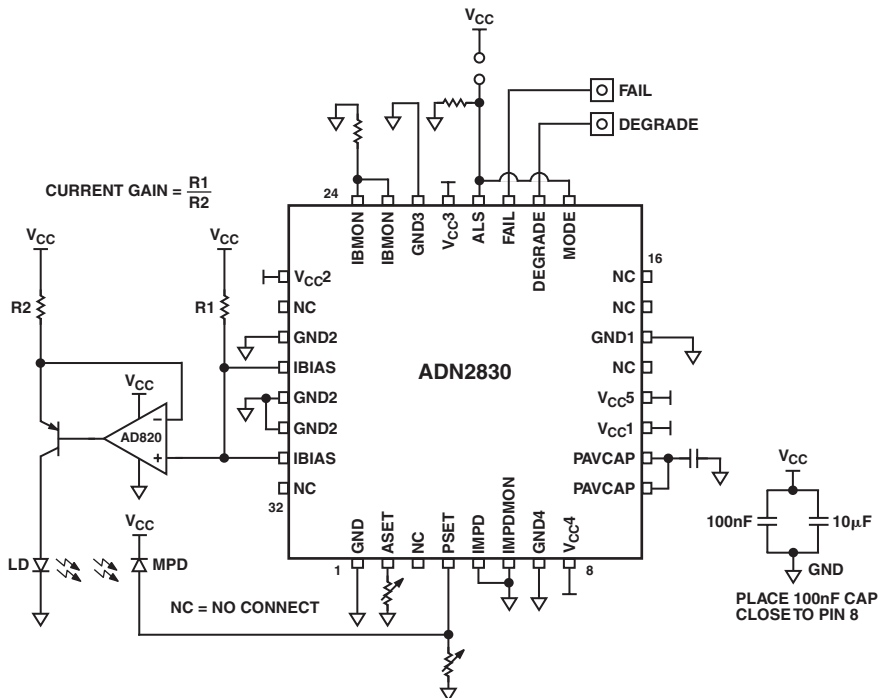 VCC
FAIL
DEGRADE
CURRENT GAIN = R1
R2
24
IBMON
IBMON
GND3
VCC3
ALS
FAIL
DEGRADE
MODE
16
VCC
R2
VCC
R1
VCC2
NC
GND2
IBIAS
GND2
GND2
IBIAS
NC
32
ADN2830
NC
NC
GND1
NC
VCC5
VCC1
PAVCAP
PAVCAP
VCC
AD820
−
+
VCC
LD
MPD
1
GND
ASET
NC
PSET
IMPD
IMPDMON
GND4
VCC4
8
NC = NO CONNECT
VCC
100nF
10µF
GND
PLACE 100nF CAP
CLOSE TO PIN 8